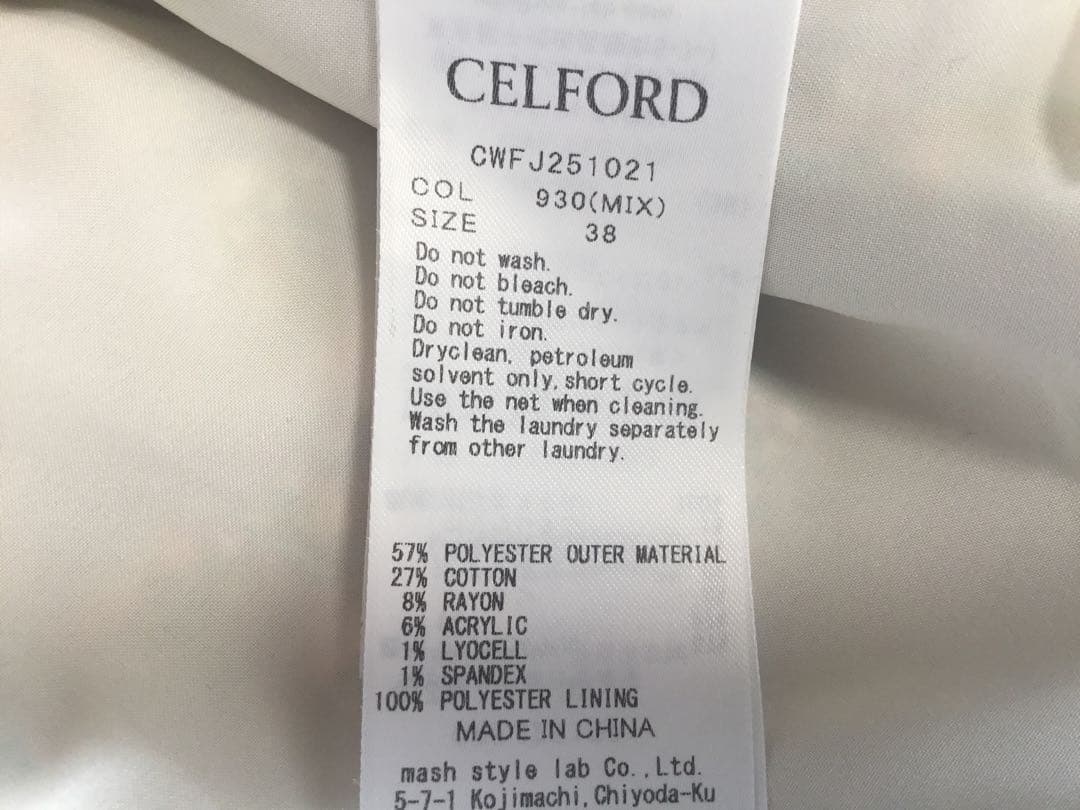 CELFORD
CWFJ251021
COL 930(MIX)
SIZE 38
Do not wash.
Do not bleach.
Do not tumble dry.
Do not iron.
Dryclean, petroleum
solvent only, short cycle.
Use the net when cleaning.
Wash the laundry separately
from other laundry.
57% POLYESTER OUTER MATERIAL
27% COTTON
8% RAYON
6% ACRYLIC
1% LYOCELL
1% SPANDEX
100% POLYESTER LINING
MADE IN CHINA
mash style lab Co.,Ltd.
5-7-1 Kojimachi,Chiyoda-Ku